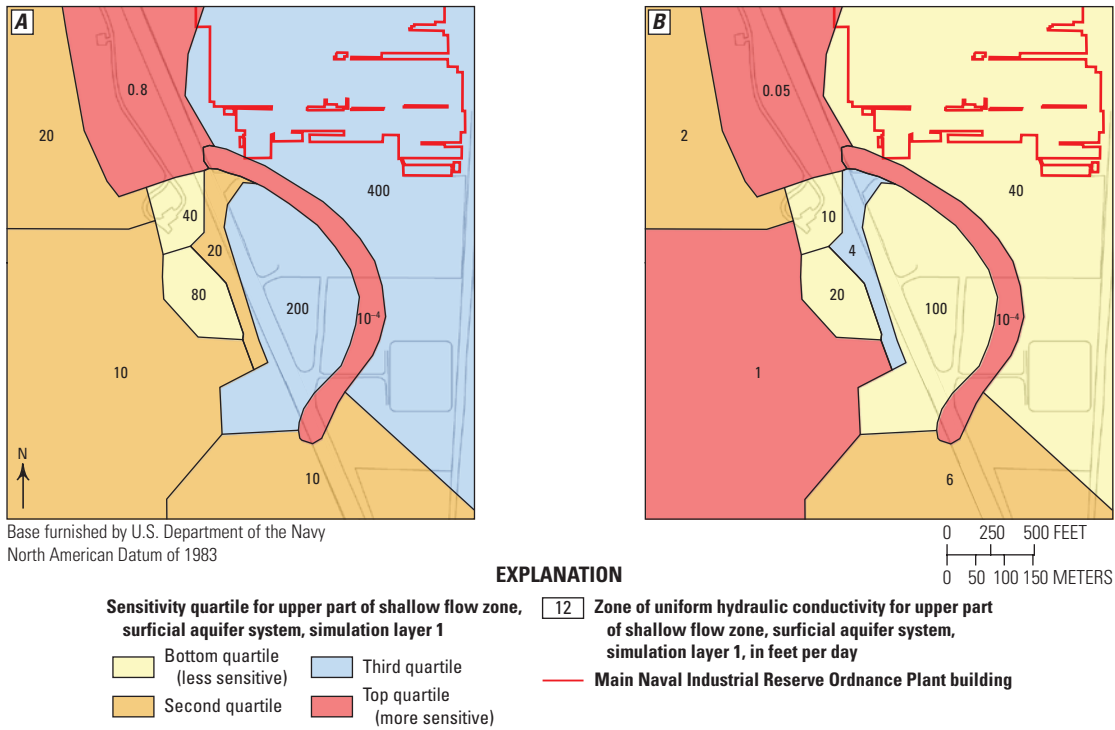 A
0.8
20
400
40
20
80
200
10⁻⁴
10
10
N
B
0.05
2
40
10
4
20
100
10⁻⁴
1
6
Base furnished by U.S. Department of the Navy
North American Datum of 1983
0 250 500 FEET
0 50 100 150 METERS
EXPLANATION
Sensitivity quartile for upper part of shallow flow zone,
surficial aquifer system, simulation layer 1
Bottom quartile
(less sensitive)
Second quartile
Third quartile
Top quartile
(more sensitive)
12 Zone of uniform hydraulic conductivity for upper part
of shallow flow zone, surficial aquifer system,
simulation layer 1, in feet per day
Main Naval Industrial Reserve Ordnance Plant building